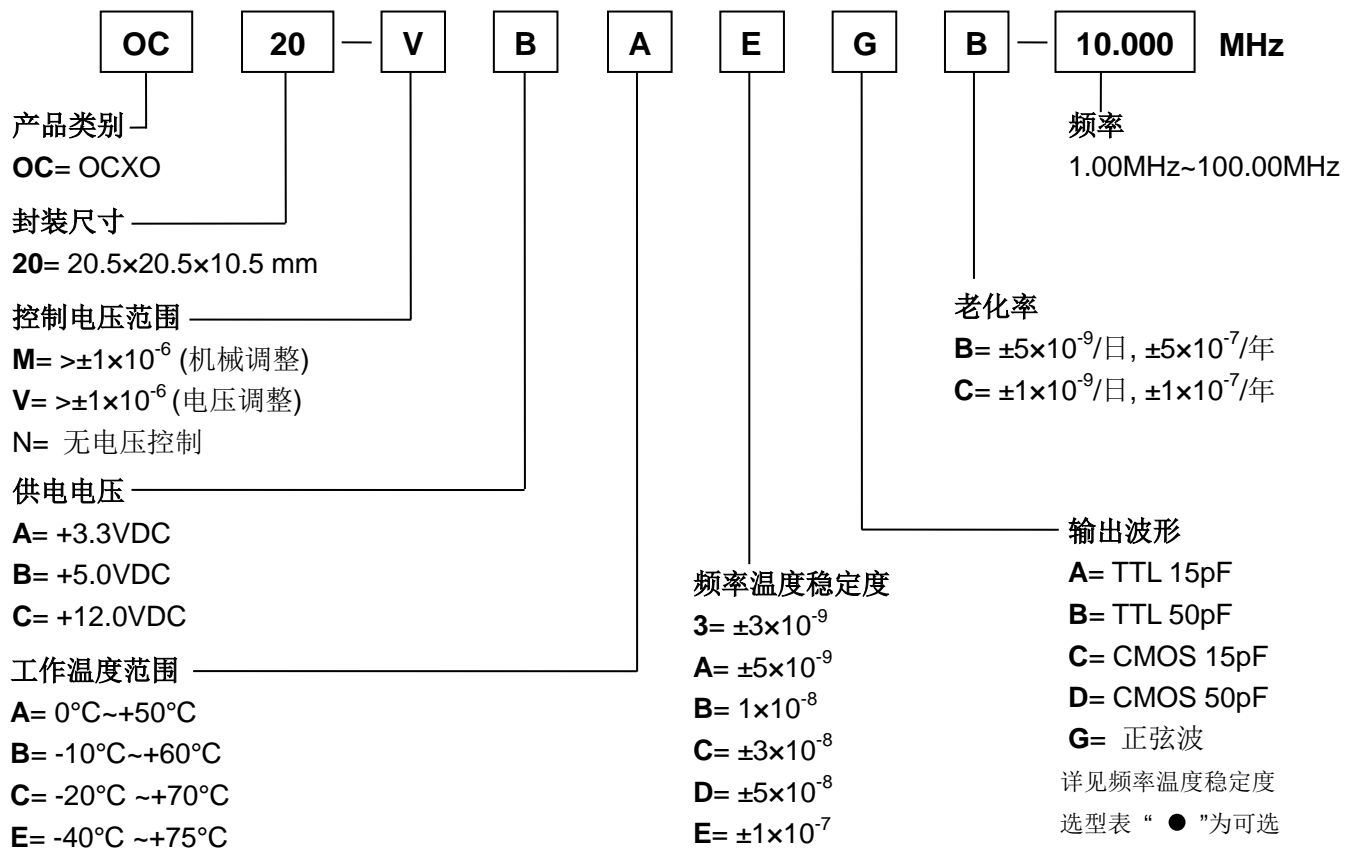 OC 20 — V B A E G B — 10.000 MHz
产品类别
OC= OCXO
封装尺寸
20= 20.5×20.5×10.5 mm
控制电压范围
M= >±1×10⁻⁶ (机械调整)
V= >±1×10⁻⁶ (电压调整)
N= 无电压控制
供电电压
A= +3.3VDC
B= +5.0VDC
C= +12.0VDC
工作温度范围
A= 0°C~+50°C
B= -10°C~+60°C
C= -20°C ~+70°C
E= -40°C ~+75°C
频率温度稳定度
3= ±3×10⁻⁹
A= ±5×10⁻⁹
B= 1×10⁻⁸
C= ±3×10⁻⁸
D= ±5×10⁻⁸
E= ±1×10⁻⁷
频率
1.00MHz~100.00MHz
老化率
B= ±5×10⁻⁹/日, ±5×10⁻⁷/年
C= ±1×10⁻⁹/日, ±1×10⁻⁷/年
输出波形
A= TTL 15pF
B= TTL 50pF
C= CMOS 15pF
D= CMOS 50pF
G= 正弦波
详见频率温度稳定度
选型表 “ ● ”为可选